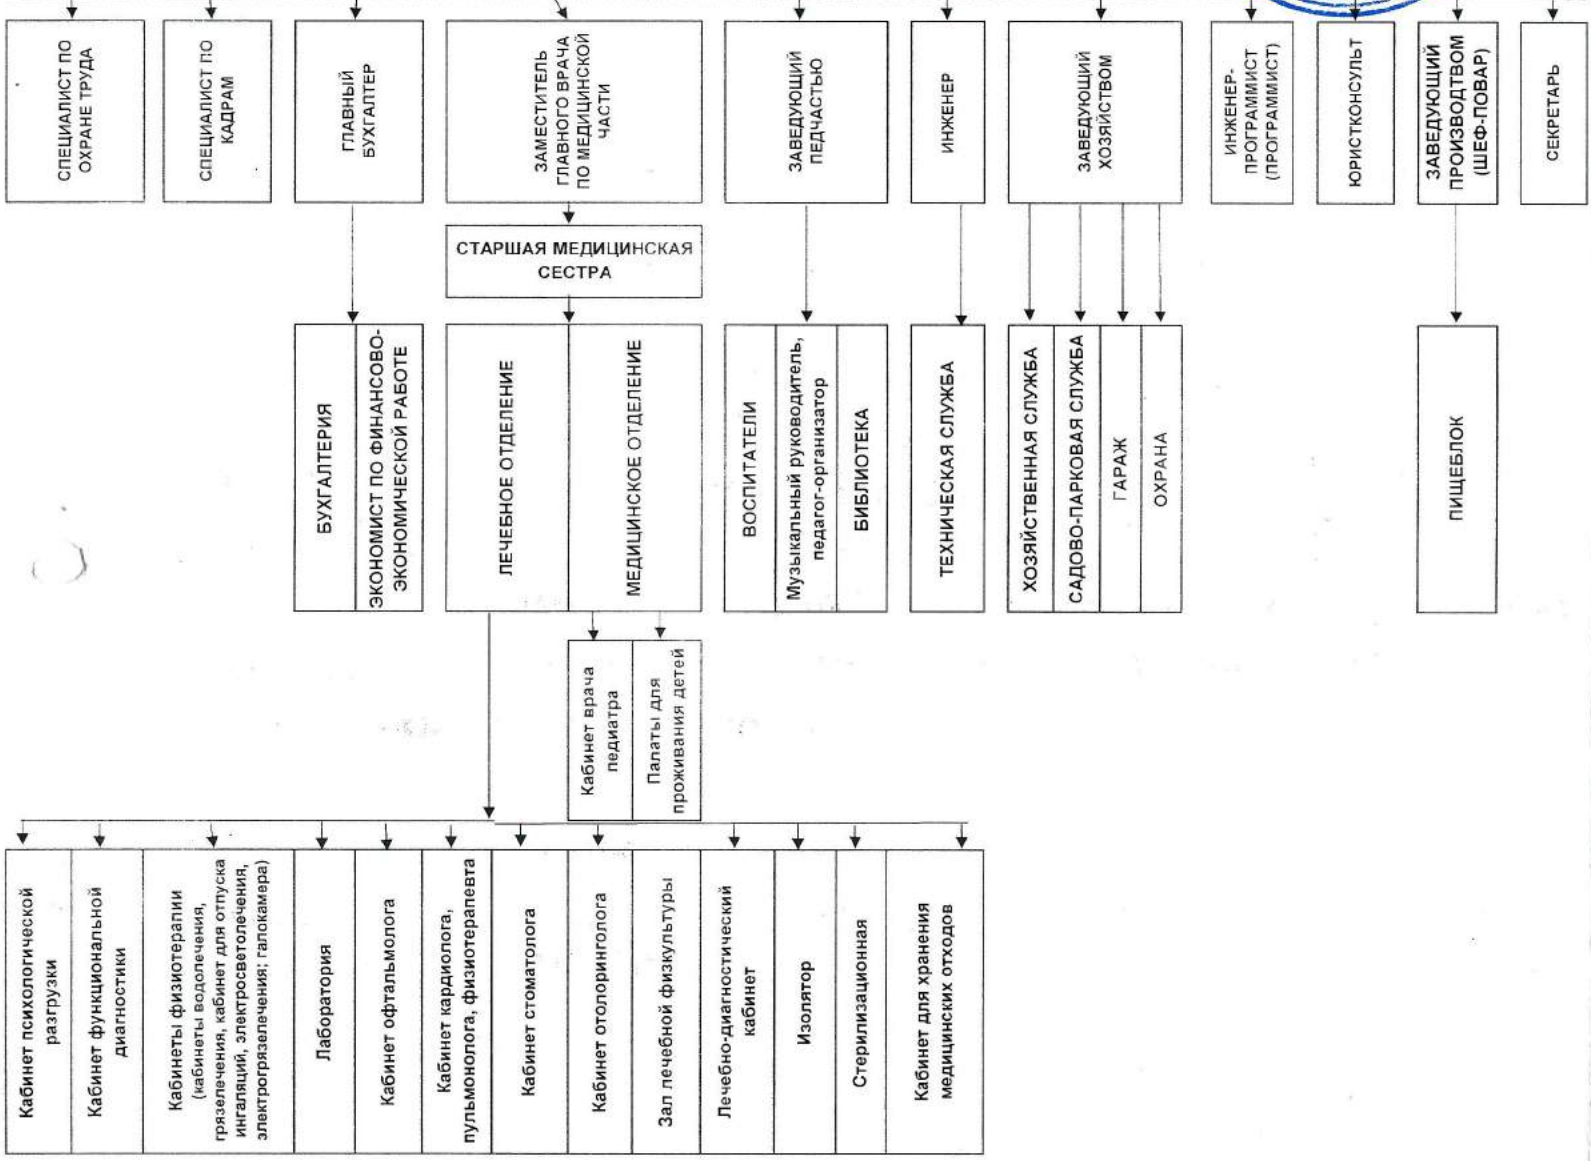 СПЕЦИАЛИСТ ПО
ОХРАНЕ ТРУДА
СПЕЦИАЛИСТ ПО
КАДРАМ
ГЛАВНЫЙ
БУХГАЛТЕР
ЗАМЕСТИТЕЛЬ
ГЛАВНОГО ВРАЧА
ПО МЕДИЦИНСКОЙ
ЧАСТИ
ЗАВЕДУЮЩИЙ
ПЕДЧАСТЬЮ
ИНЖЕНЕР
ЗАВЕДУЮЩИЙ
ХОЗЯЙСТВОМ
ИНЖЕНЕР-
ПРОГРАММИСТ
(ПРОГРАММИСТ)
ЮРИСТКОНСУЛЬТ
ЗАВЕДУЮЩИЙ
ПРОИЗВОДТВОМ
(ШЕФ-ПОВАР)
СЕКРЕТАРЬ
СТАРШАЯ МЕДИЦИНСКАЯ
СЕСТРА
БУХГАЛТЕРИЯ
ЭКОНОМИСТ ПО ФИНАНСОВО-
ЭКОНОМИЧЕСКОЙ РАБОТЕ
ЛЕЧЕБНОЕ ОТДЕЛЕНИЕ
МЕДИЦИНСКОЕ ОТДЕЛЕНИЕ
ВОСПИТАТЕЛИ
Музыкальный руководитель,
педагог-организатор
БИБЛИОТЕКА
ТЕХНИЧЕСКАЯ СЛУЖБА
ХОЗЯЙСТВЕННАЯ СЛУЖБА
САДОВО-ПАРКОВАЯ СЛУЖБА
ГАРАЖ
ОХРАНА
ПИЩЕБЛОК
Кабинет врача
педиатра
Палаты для
проживания детей
Кабинет психологической
разгрузки
Кабинет функциональной
диагностики
Кабинеты физиотерапии
(кабинеты водолечения,
грязелечения, кабинет для отпуска
ингаляций, электросветолечения,
электрогрязелечения; галокамера)
Лаборатория
Кабинет офтальмолога
Кабинет кардиолога,
пульмонолога, физиотерапевта
Кабинет стоматолога
Кабинет отолоринголога
Зал лечебной физкультуры
Лечебно-диагностический
кабинет
Изолятор
Стерилизационная
Кабинет для хранения
медицинских отходов